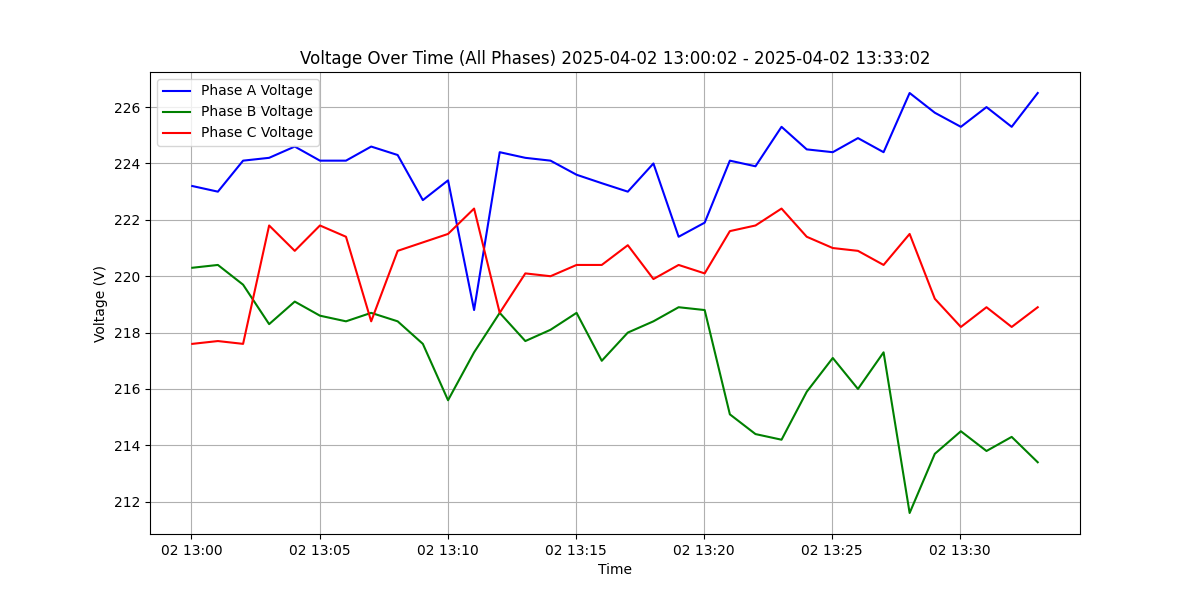 Voltage Over Time (All Phases) 2025-04-02 13:00:02 - 2025-04-02 13:33:02
Phase A Voltage
Phase B Voltage
Phase C Voltage
Voltage (V)
226
224
222
220
218
216
214
212
02 13:00
02 13:05
02 13:10
02 13:15
02 13:20
02 13:25
02 13:30
Time